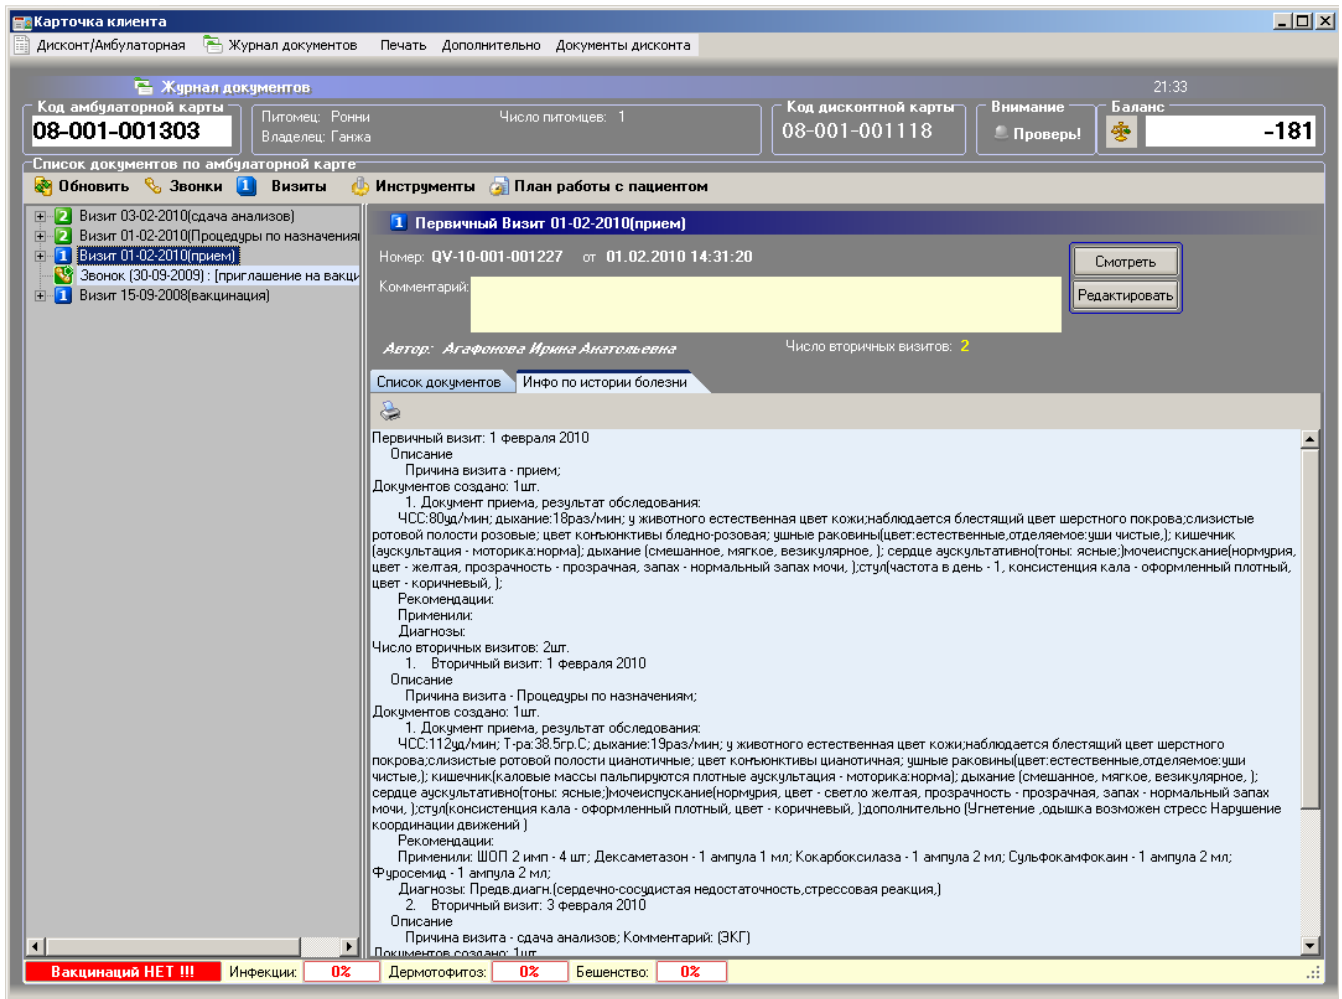 Карточка клиента
Дисконт/Амбулаторная Журнал документов Печать Дополнительно Документы дисконта
Журнал документов 21:33
Код амбулаторной карты Код дисконтной карты Внимание Баланс
08-001-001303 Питомец: Ронни Число питомцев: 1 08-001-001118 Проверь! -181
Владелец: Ганжа
Список документов по амбулаторной карте
Обновить Звонки 1 Визиты Инструменты План работы с пациентом
2 Визит 03-02-2010(сдача анализов)
2 Визит 01-02-2010(Процедуры по назначения
1 Визит 01-02-2010(прием)
Звонок (30-09-2009) : [приглашение на вакци
1 Визит 15-09-2008(вакцинация)
1 Первичный Визит 01-02-2010(прием)
Номер: QV-10-001-001227 от 01.02.2010 14:31:20
Смотреть
Комментарий:
Редактировать
Автор: Агафонова Ирина Анатольевна Число вторичных визитов: 2
Список документов Инфо по истории болезни
Первичный визит: 1 февраля 2010
Описание
Причина визита - прием;
Документов создано: 1шт.
1. Документ приема, результат обследования:
ЧСС:80уд/мин; дыхание:18раз/мин; у животного естественная цвет кожи;наблюдается блестящий цвет шерстного покрова;слизистые
ротовой полости розовые; цвет конъюнктивы бледно-розовая; ушные раковины(цвет:естественные,отделяемое:уши чистые,); кишечник
(аускультация - моторика:норма); дыхание (смешанное, мягкое, везикулярное, ); сердце аускультативно(тоны: ясные;)мочеиспускание(нормурия,
цвет - желтая, прозрачность - прозрачная, запах - нормальный запах мочи, );стул(частота в день - 1, консистенция кала - оформленный плотный,
цвет - коричневый, );
Рекомендации:
Применили:
Диагнозы:
Число вторичных визитов: 2шт.
1. Вторичный визит: 1 февраля 2010
Описание
Причина визита - Процедуры по назначениям;
Документов создано: 1шт.
1. Документ приема, результат обследования:
ЧСС:112уд/мин; Т-ра:38.5гр.С; дыхание:19раз/мин; у животного естественная цвет кожи;наблюдается блестящий цвет шерстного
покрова;слизистые ротовой полости цианотичные; цвет конъюнктивы цианотичная; ушные раковины(цвет:естественные,отделяемое:уши
чистые,); кишечник(каловые массы пальпируются плотные аускультация - моторика:норма); дыхание (смешанное, мягкое, везикулярное, );
сердце аускультативно(тоны: ясные;)мочеиспускание(нормурия, цвет - светло желтая, прозрачность - прозрачная, запах - нормальный запах
мочи, );стул(консистенция кала - оформленный плотный, цвет - коричневый, );дополнительно (Угнетение ,одышка возможен стресс Нарушение
координации движений )
Рекомендации:
Применили: ШОП 2 имп - 4 шт; Дексаметазон - 1 ампула 1 мл; Кокарбоксилаза - 1 ампула 2 мл; Сульфокамфокаин - 1 ампула 2 мл;
Фуросемид - 1 ампула 2 мл;
Диагнозы: Предв.диагн.(сердечно-сосудистая недостаточность,стрессовая реакция,)
2. Вторичный визит: 3 февраля 2010
Описание
Причина визита - сдача анализов; Комментарий: (ЭКГ)
Документов создано: 1шт.
Вакцинаций НЕТ !!! Инфекции: 0% Дермотофитоз: 0% Бешенство: 0%